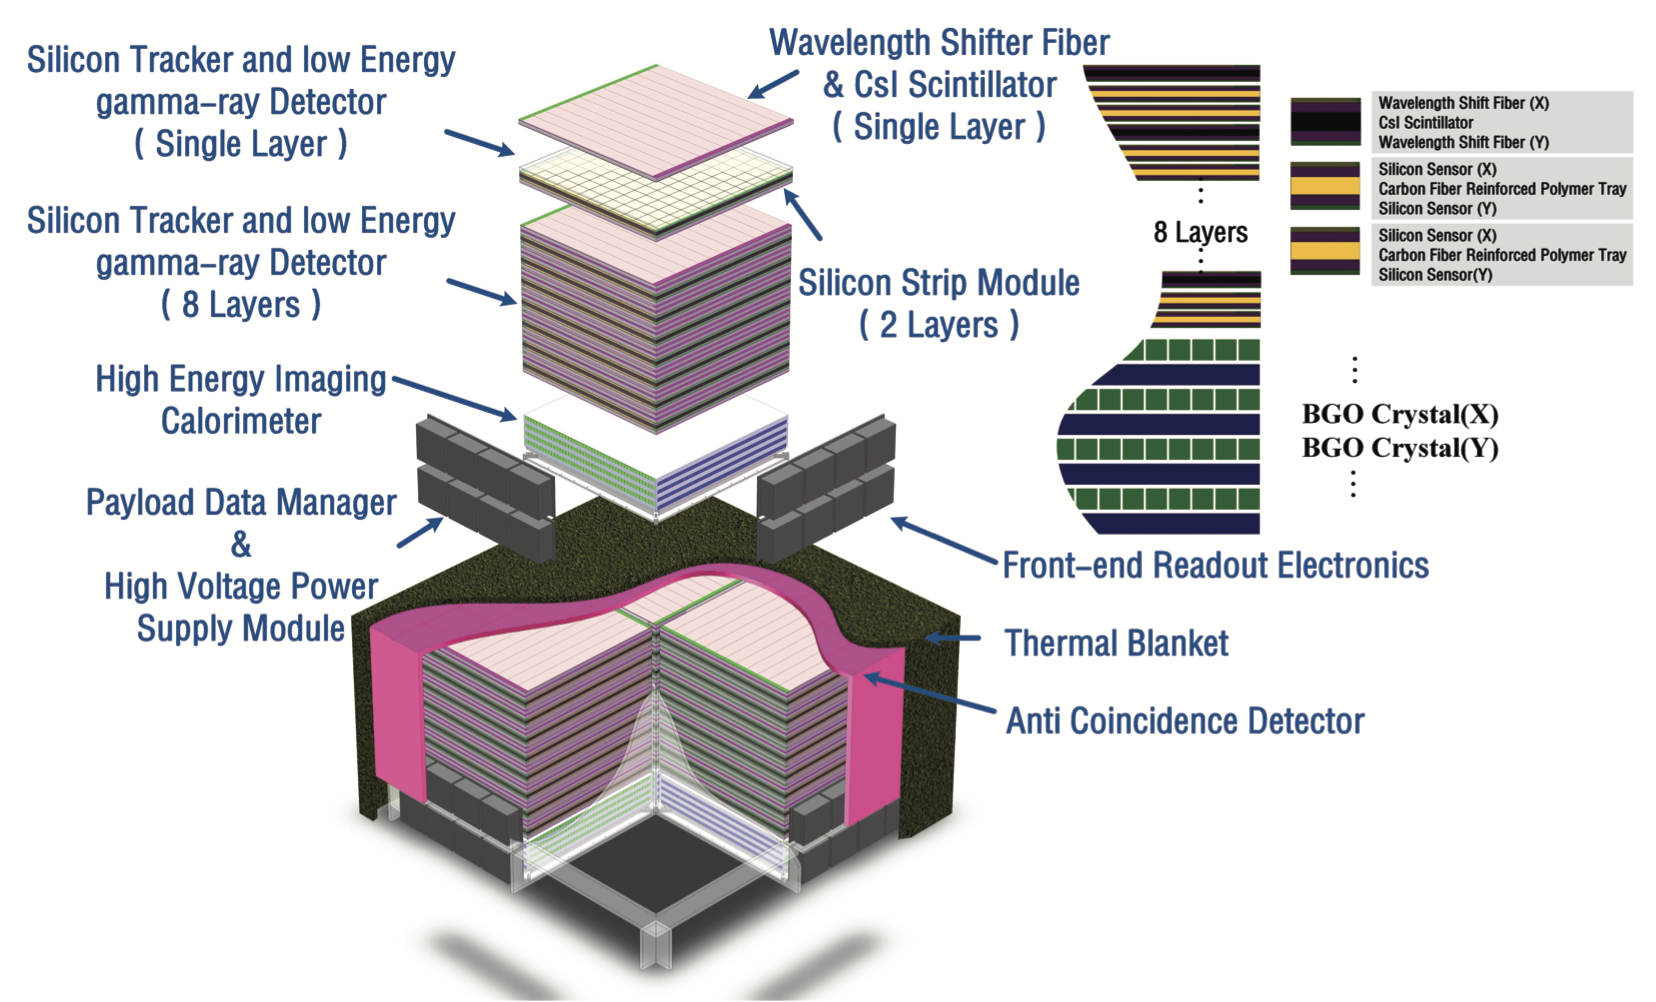 Silicon Tracker and low Energy
gamma-ray Detector
( Single Layer )
Wavelength Shifter Fiber
& CsI Scintillator
( Single Layer )
Silicon Tracker and low Energy
gamma-ray Detector
( 8 Layers )
Silicon Strip Module
( 2 Layers )
High Energy Imaging
Calorimeter
Payload Data Manager
&
High Voltage Power
Supply Module
Front-end Readout Electronics
Thermal Blanket
Anti Coincidence Detector
8 Layers
Wavelength Shift Fiber (X)
CsI Scintillator
Wavelength Shift Fiber (Y)
Silicon Sensor (X)
Carbon Fiber Reinforced Polymer Tray
Silicon Sensor (Y)
Silicon Sensor (X)
Carbon Fiber Reinforced Polymer Tray
Silicon Sensor(Y)
BGO Crystal(X)
BGO Crystal(Y)